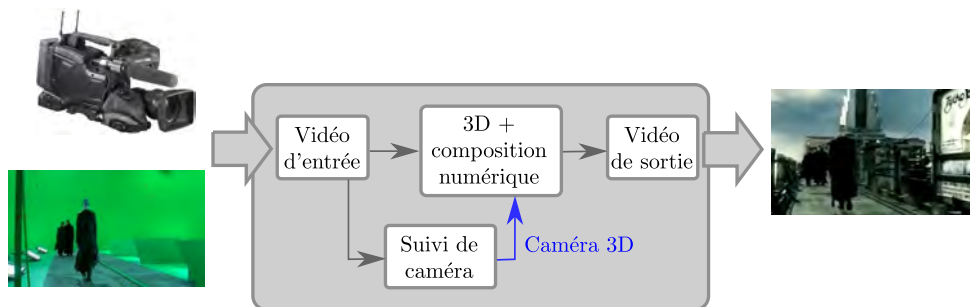 Vidéo
d'entrée
3D +
composition
numérique
Vidéo
de sortie
Suivi de
caméra
Caméra 3D